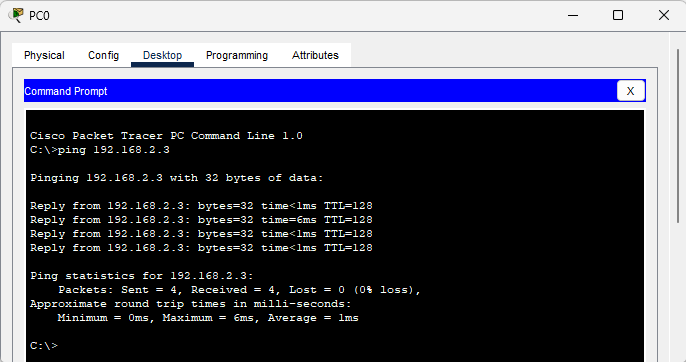 PC0
Physical Config Desktop Programming Attributes
Command Prompt X
Cisco Packet Tracer PC Command Line 1.0
C:\>ping 192.168.2.3
Pinging 192.168.2.3 with 32 bytes of data:
Reply from 192.168.2.3: bytes=32 time<1ms TTL=128
Reply from 192.168.2.3: bytes=32 time=6ms TTL=128
Reply from 192.168.2.3: bytes=32 time<1ms TTL=128
Reply from 192.168.2.3: bytes=32 time<1ms TTL=128
Ping statistics for 192.168.2.3:
    Packets: Sent = 4, Received = 4, Lost = 0 (0% loss),
Approximate round trip times in milli-seconds:
    Minimum = 0ms, Maximum = 6ms, Average = 1ms
C:\>